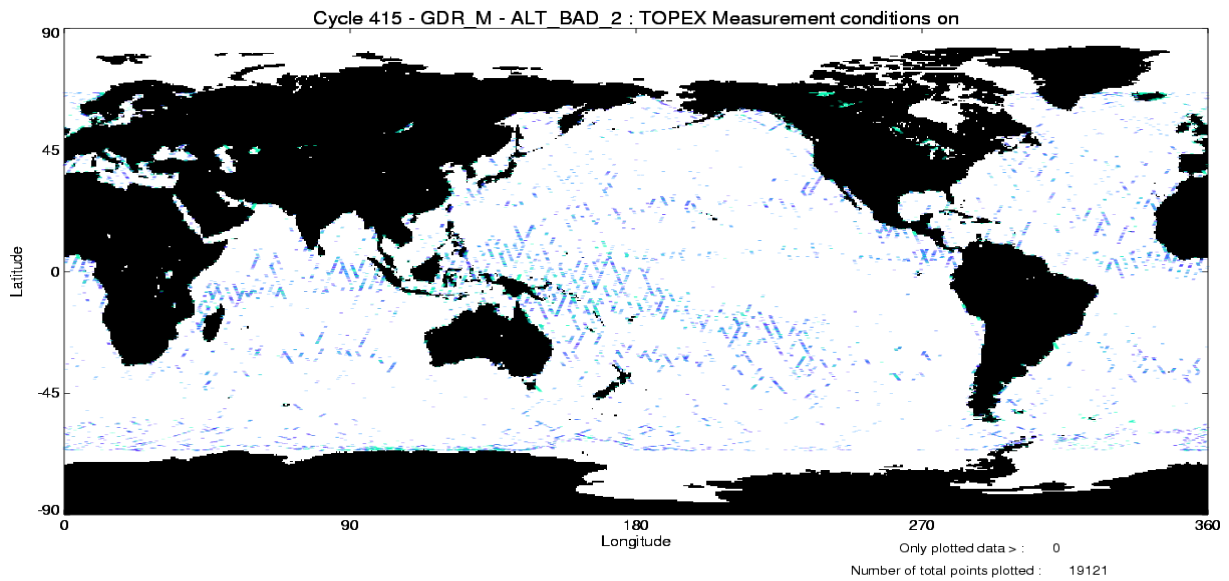 Cycle 415 - GDR_M - ALT_BAD_2 : TOPEX Measurement conditions on
90
45
0
-45
-90
Latitude
0 90 180 270 360
Longitude
Only plotted data > : 0
Number of total points plotted : 19121